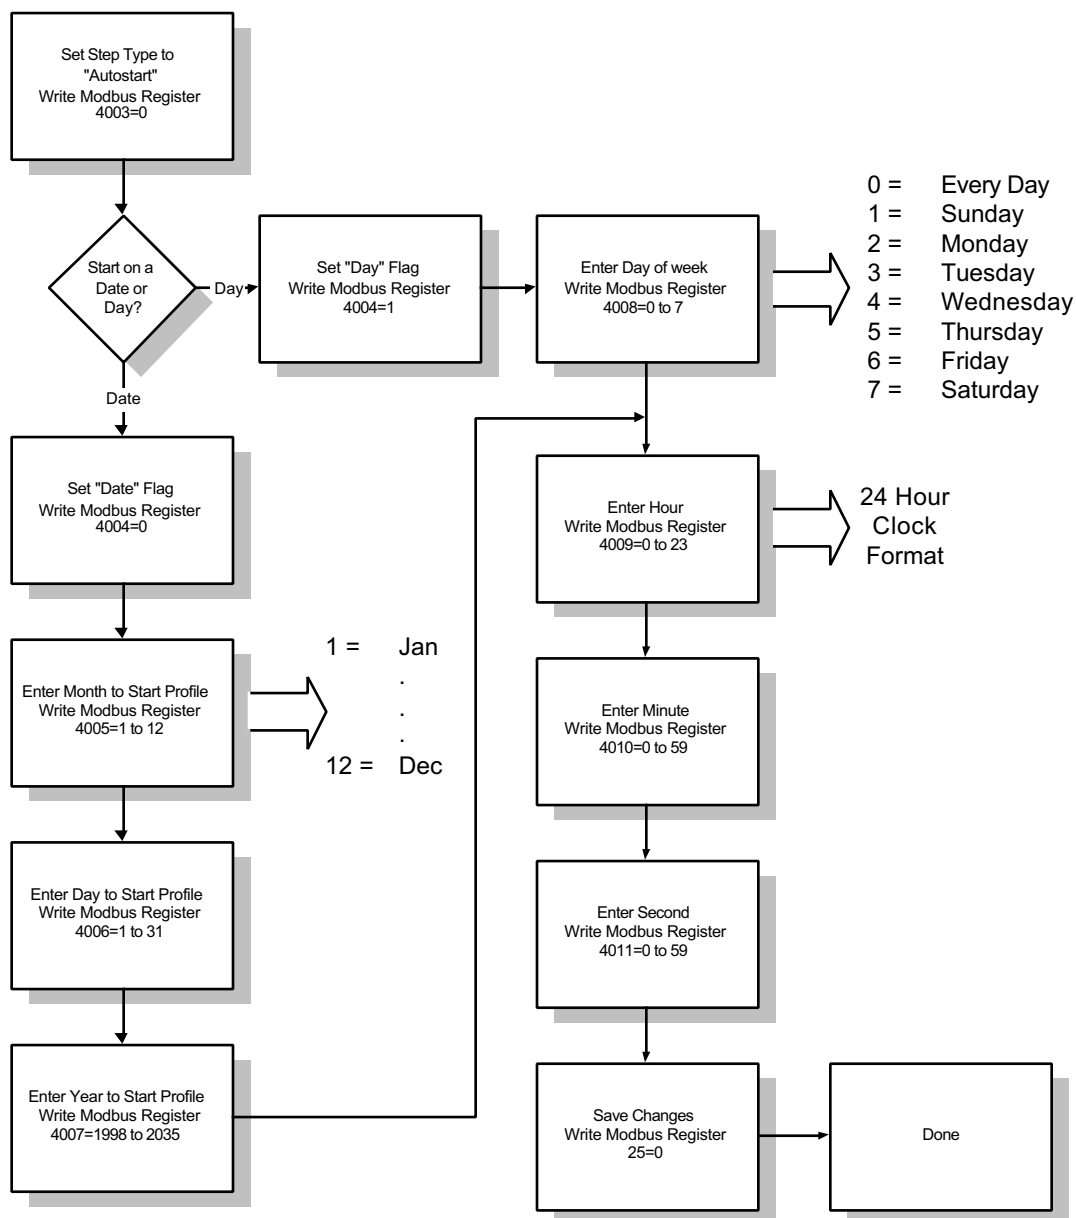 Set Step Type to
"Autostart"
Write Modbus Register
4003=0
Start on a
Date or
Day?
Day
Set "Day" Flag
Write Modbus Register
4004=1
Enter Day of week
Write Modbus Register
4008=0 to 7
0 = Every Day
1 = Sunday
2 = Monday
3 = Tuesday
4 = Wednesday
5 = Thursday
6 = Friday
7 = Saturday
Date
Set "Date" Flag
Write Modbus Register
4004=0
Enter Hour
Write Modbus Register
4009=0 to 23
24 Hour
Clock
Format
Enter Month to Start Profile
Write Modbus Register
4005=1 to 12
1 = Jan
.
.
.
12 = Dec
Enter Minute
Write Modbus Register
4010=0 to 59
Enter Day to Start Profile
Write Modbus Register
4006=1 to 31
Enter Second
Write Modbus Register
4011=0 to 59
Enter Year to Start Profile
Write Modbus Register
4007=1998 to 2035
Save Changes
Write Modbus Register
25=0
Done